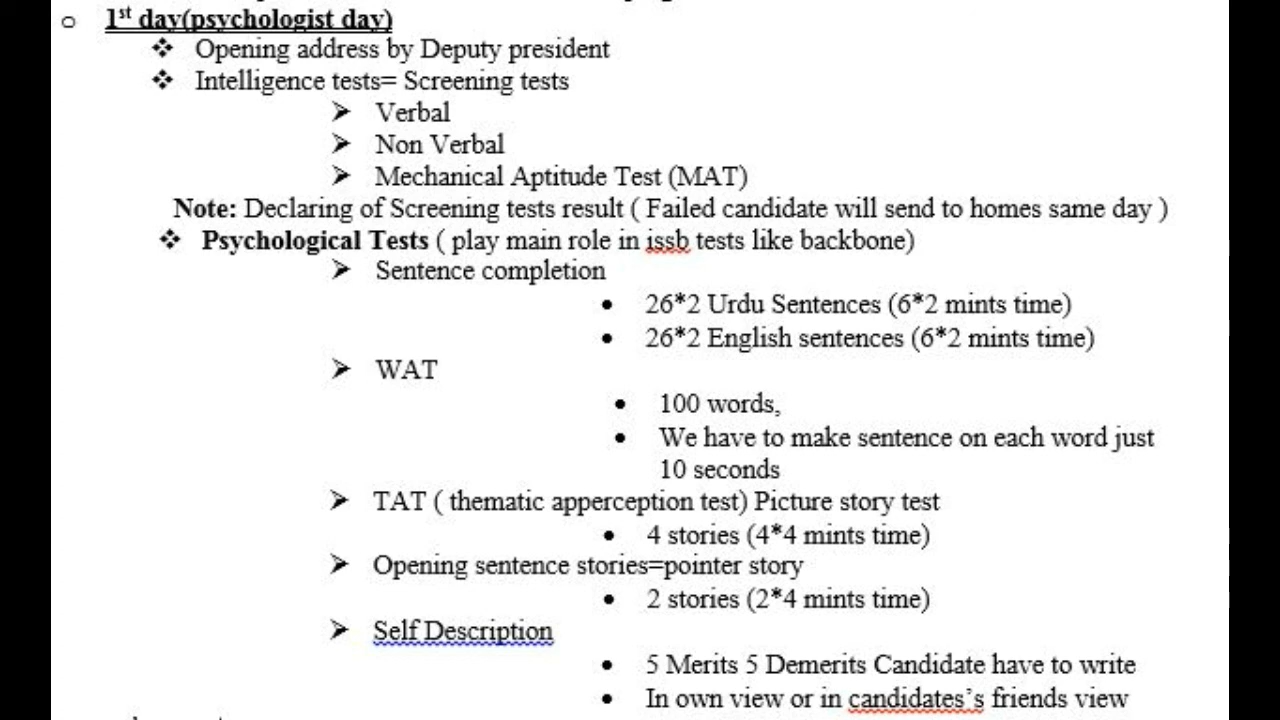 o 1st day(psychologist day)
❖ Opening address by Deputy president
❖ Intelligence tests= Screening tests
➢ Verbal
➢ Non Verbal
➢ Mechanical Aptitude Test (MAT)
Note: Declaring of Screening tests result ( Failed candidate will send to homes same day )
❖ Psychological Tests ( play main role in issb tests like backbone)
➢ Sentence completion
• 26*2 Urdu Sentences (6*2 mints time)
• 26*2 English sentences (6*2 mints time)
➢ WAT
• 100 words,
• We have to make sentence on each word just
10 seconds
➢ TAT ( thematic apperception test) Picture story test
• 4 stories (4*4 mints time)
➢ Opening sentence stories=pointer story
• 2 stories (2*4 mints time)
➢ Self Description
• 5 Merits 5 Demerits Candidate have to write
• In own view or in candidates’s friends view